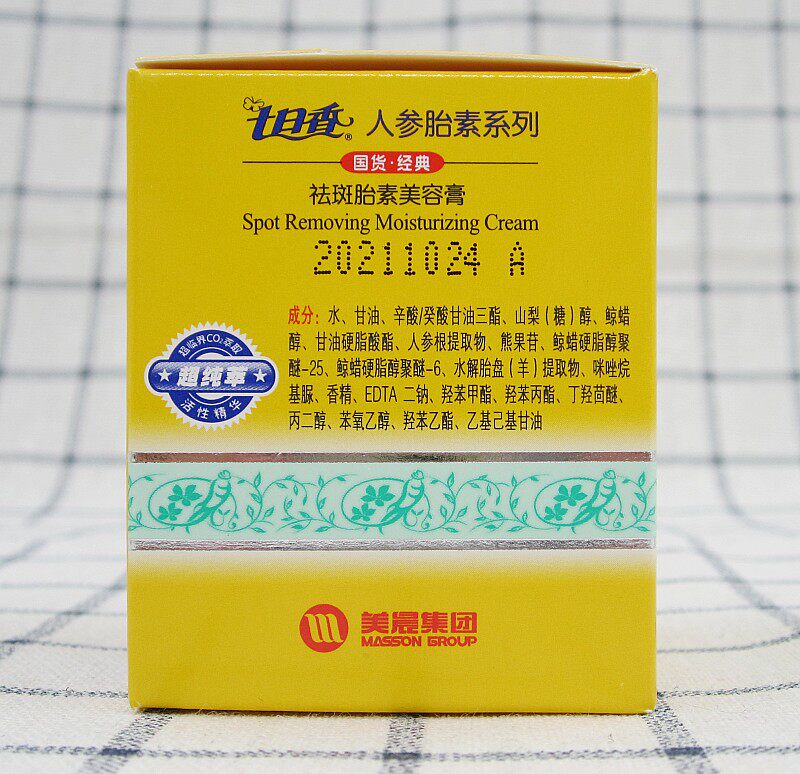 七日香® 人参胎素系列
国货·经典
祛斑胎素美容膏
Spot Removing Moisturizing Cream
20211024 A
成分：水、甘油、辛酸/癸酸甘油三酯、山梨（糖）醇、鲸蜡
醇、甘油硬脂酸酯、人参根提取物、熊果苷、鲸蜡硬脂醇聚
醚-25、鲸蜡硬脂醇聚醚-6、水解胎盘（羊）提取物、咪唑烷
基脲、香精、EDTA 二钠、羟苯甲酯、羟苯丙酯、丁羟茴醚、
丙二醇、苯氧乙醇、羟苯乙酯、乙基己基甘油
超临界CO₂萃取
超纯萃
活性精华
美晨集团
MASSON GROUP